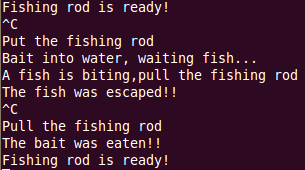 Fishing rod is ready!
^C
Put the fishing rod
Bait into water, waiting fish...
A fish is biting,pull the fishing rod
The fish was escaped!!
^C
Pull the fishing rod
The bait was eaten!!
Fishing rod is ready!